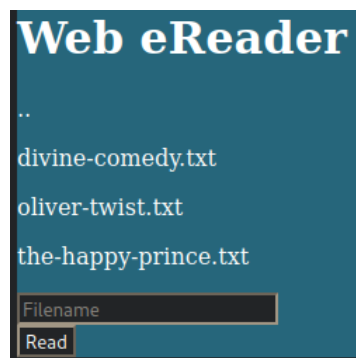 Web eReader
..
divine-comedy.txt
oliver-twist.txt
the-happy-prince.txt
Filename
Read